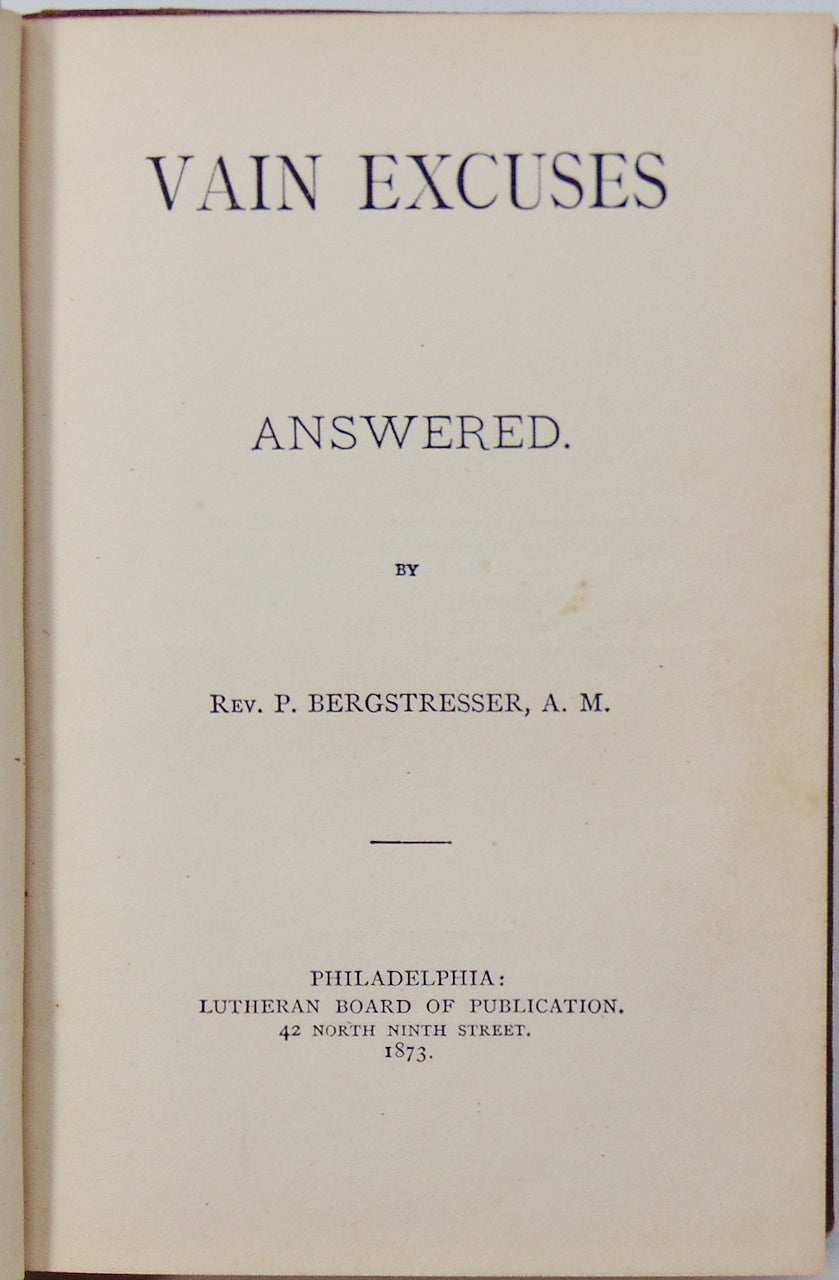 VAIN EXCUSES
ANSWERED.
BY
REV. P. BERGSTRESSER, A. M.
PHILADELPHIA:
LUTHERAN BOARD OF PUBLICATION.
42 NORTH NINTH STREET.
1873.